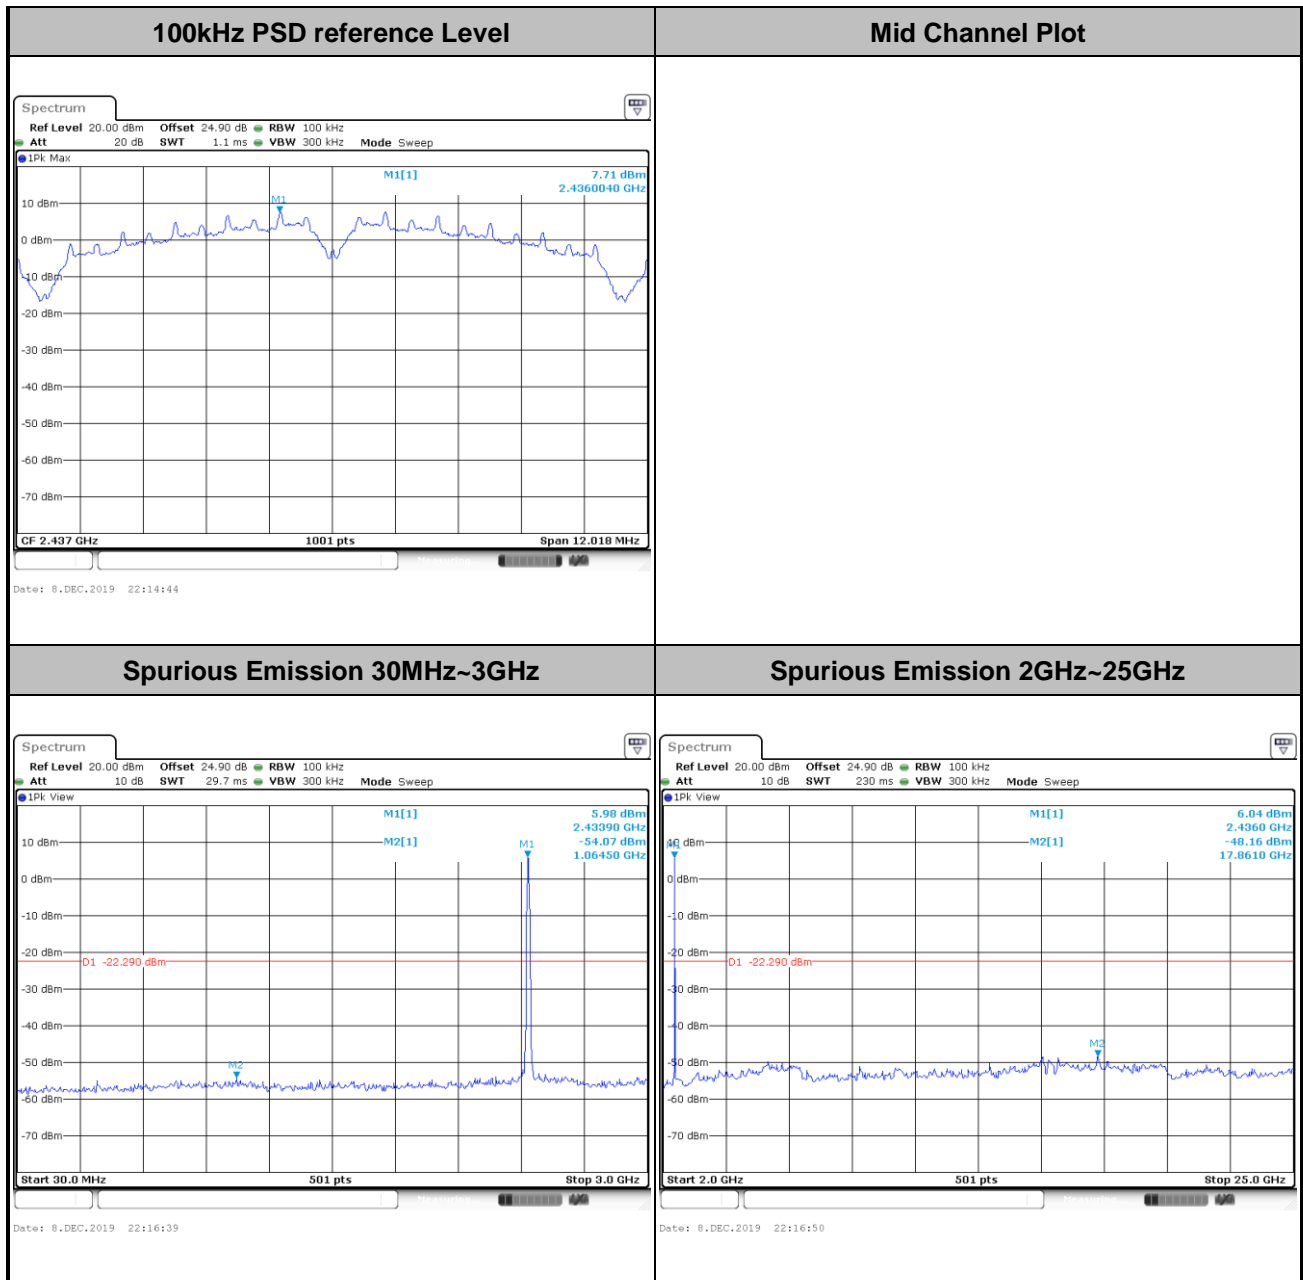 100kHz PSD reference Level
Mid Channel Plot
Spectrum
Ref Level 20.00 dBm Offset 24.90 dB RBW 100 kHz
Att 20 dB SWT 1.1 ms VBW 300 kHz Mode Sweep
1Pk Max
M1[1] 7.71 dBm
2.4360040 GHz
M1
10 dBm
0 dBm
-10 dBm
-20 dBm
-30 dBm
-40 dBm
-50 dBm
-60 dBm
-70 dBm
CF 2.437 GHz 1001 pts Span 12.018 MHz
Measuring
Date: 8.DEC.2019 22:14:44
Spurious Emission 30MHz~3GHz
Spurious Emission 2GHz~25GHz
Spectrum
Ref Level 20.00 dBm Offset 24.90 dB RBW 100 kHz
Att 10 dB SWT 29.7 ms VBW 300 kHz Mode Sweep
1Pk View
M1[1] 5.98 dBm
2.43390 GHz
M2[1] -54.07 dBm
1.06450 GHz
M1
10 dBm
0 dBm
-10 dBm
-20 dBm
D1 -22.290 dBm
-30 dBm
-40 dBm
-50 dBm
M2
-60 dBm
-70 dBm
Start 30.0 MHz 501 pts Stop 3.0 GHz
Measuring
Date: 8.DEC.2019 22:16:39
Spectrum
Ref Level 20.00 dBm Offset 24.90 dB RBW 100 kHz
Att 10 dB SWT 230 ms VBW 300 kHz Mode Sweep
1Pk View
M1[1] 6.04 dBm
2.4360 GHz
M2[1] -48.16 dBm
17.8610 GHz
M1
10 dBm
0 dBm
-10 dBm
-20 dBm
D1 -22.290 dBm
-30 dBm
-40 dBm
M2
-50 dBm
-60 dBm
-70 dBm
Start 2.0 GHz 501 pts Stop 25.0 GHz
Measuring
Date: 8.DEC.2019 22:16:50